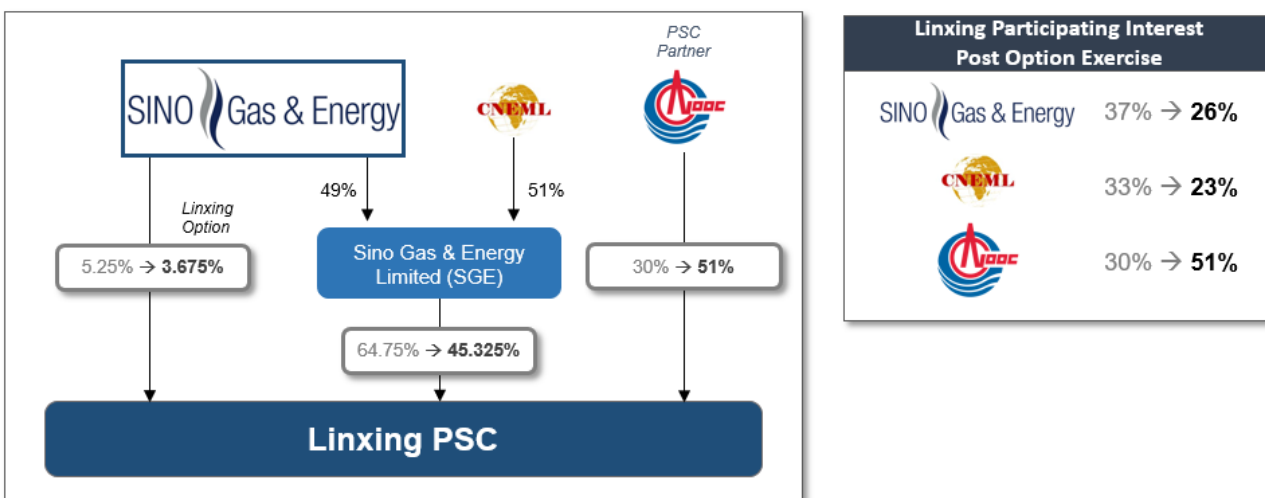 SINO Gas & Energy
CNEML
PSC
Partner
CNOOC
49%
51%
Linxing
Option
5.25% → 3.675%
Sino Gas & Energy
Limited (SGE)
30% → 51%
64.75% → 45.325%
Linxing PSC
Linxing Participating Interest
Post Option Exercise
SINO Gas & Energy 37% → 26%
CNEML 33% → 23%
CNOOC 30% → 51%